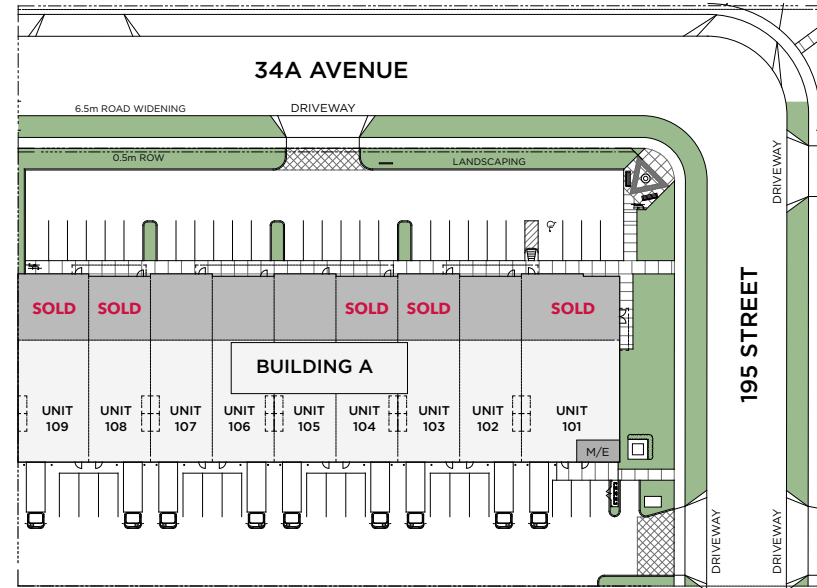 34A AVENUE
6.5m ROAD WIDENING
DRIVEWAY
0.5m ROW
LANDSCAPING
DRIVEWAY
195 STREET
SOLD
SOLD
SOLD
SOLD
SOLD
BUILDING A
UNIT
109
UNIT
108
UNIT
107
UNIT
106
UNIT
105
UNIT
104
UNIT
103
UNIT
102
UNIT
101
M/E
DRIVEWAY
DRIVEWAY